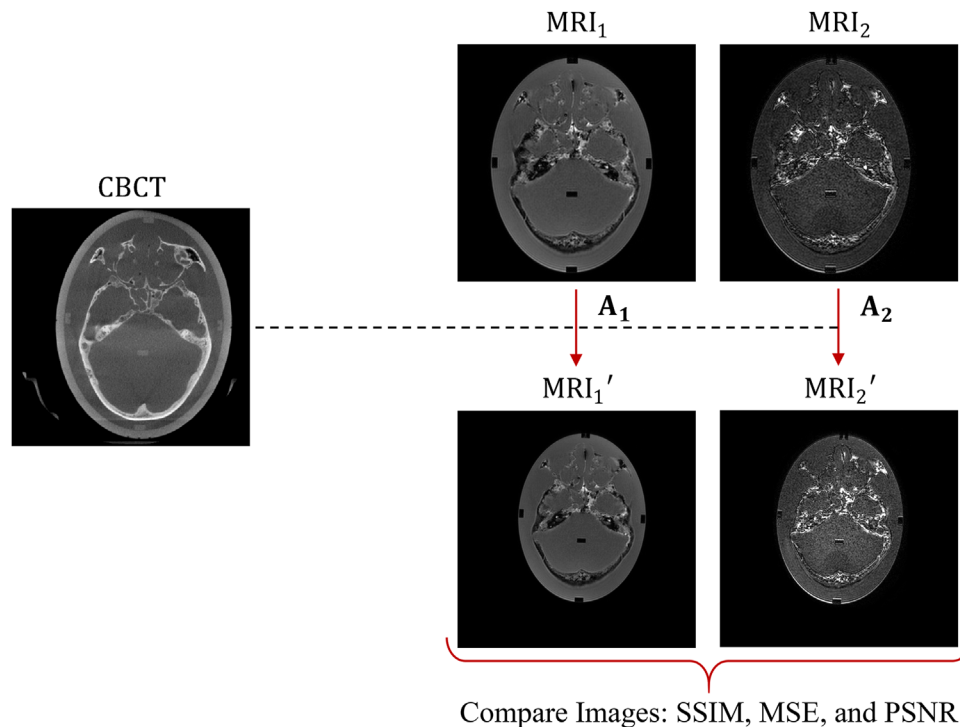 MRI₁
MRI₂
CBCT
A₁
A₂
MRI₁′
MRI₂′
Compare Images: SSIM, MSE, and PSNR